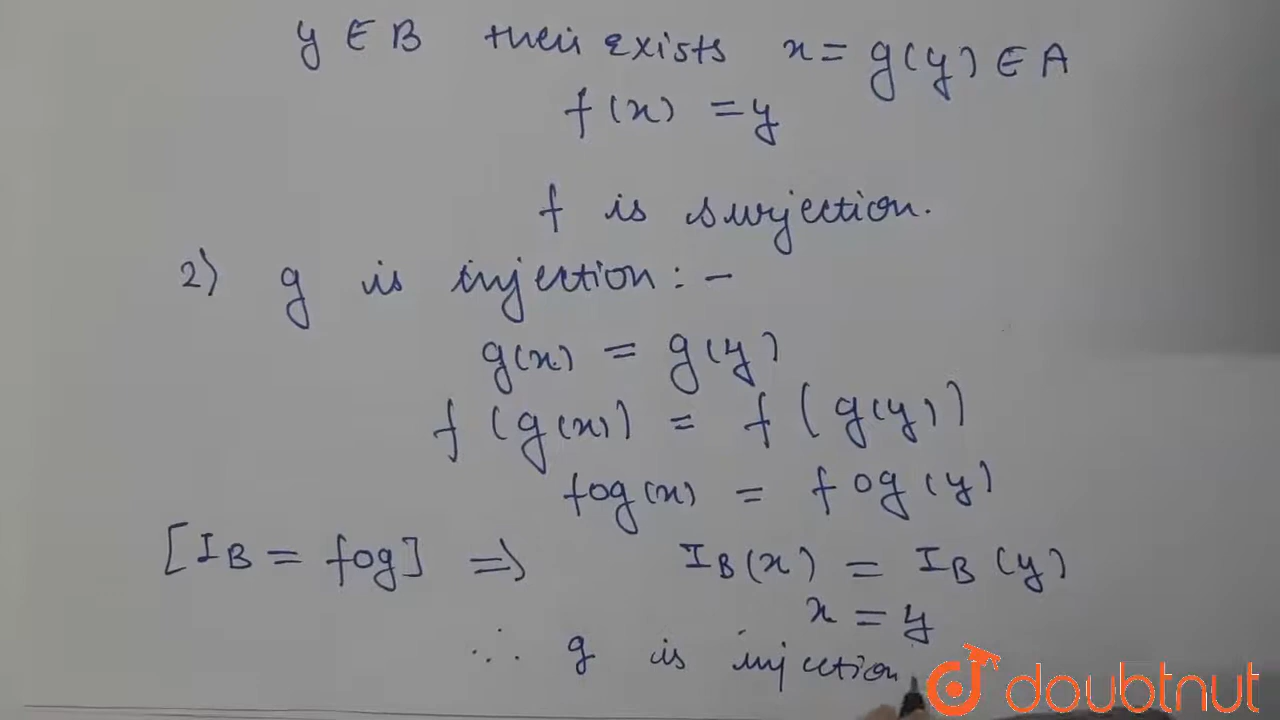 y ∈ B their exists x = g(y) ∈ A
f(x) = y
f is surjection.
2) g is injection: -
g(x) = g(y)
f(g(x)) = f(g(y))
fog(x) = fog(y)
[I_B = fog] => I_B(x) = I_B(y)
x = y
∴ g is injection
doubtnut